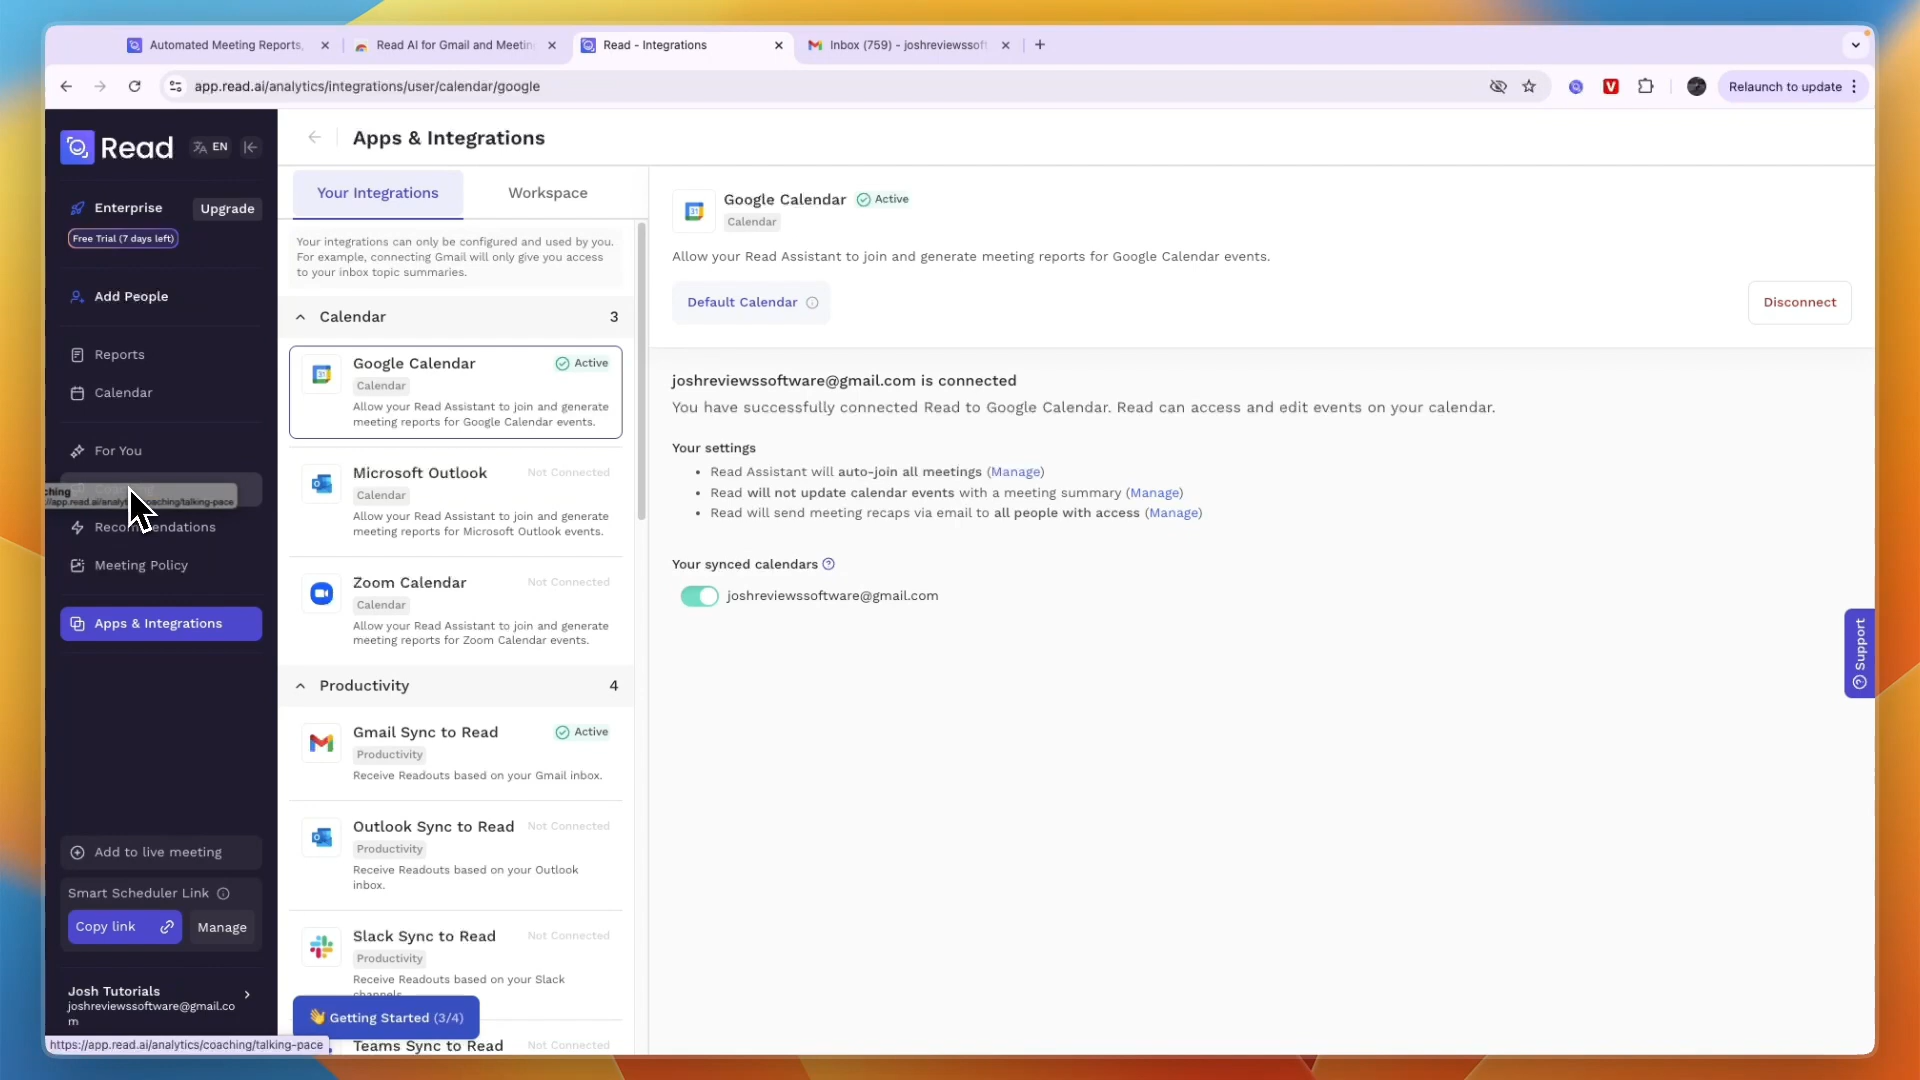 Automated Meeting Reports,
Read AI for Gmail and Meetin
Read - Integrations
Inbox (759) - joshreviewssoft
app.read.ai/analytics/integrations/user/calendar/google
Relaunch to update
Read
EN
Enterprise
Upgrade
Free Trial (7 days left)
Add People
Reports
Calendar
For You
ching
//app.read.ai/analyt
oaching/talking-pace
Recommendations
Meeting Policy
Apps & Integrations
Add to live meeting
Smart Scheduler Link
Copy link
Manage
Josh Tutorials
joshreviewssoftware@gmail.co
m
https://app.read.ai/analytics/coaching/talking-pace
Apps & Integrations
Your Integrations
Workspace
Your integrations can only be configured and used by you.
For example, connecting Gmail will only give you access
to your inbox topic summaries.
Calendar
3
Google Calendar
Active
Calendar
Allow your Read Assistant to join and generate
meeting reports for Google Calendar events.
Microsoft Outlook
Not Connected
Calendar
Allow your Read Assistant to join and generate
meeting reports for Microsoft Outlook events.
Zoom Calendar
Not Connected
Calendar
Allow your Read Assistant to join and generate
meeting reports for Zoom Calendar events.
Productivity
4
Gmail Sync to Read
Active
Productivity
Receive Readouts based on your Gmail inbox.
Outlook Sync to Read
Not Connected
Productivity
Receive Readouts based on your Outlook
inbox.
Slack Sync to Read
Not Connected
Productivity
Receive Readouts based on your Slack
channels.
👋 Getting Started (3/4)
Teams Sync to Read
Not Connected
Google Calendar
Active
Calendar
Allow your Read Assistant to join and generate meeting reports for Google Calendar events.
Default Calendar
Disconnect
joshreviewssoftware@gmail.com is connected
You have successfully connected Read to Google Calendar. Read can access and edit events on your calendar.
Your settings
• Read Assistant will auto-join all meetings (Manage)
• Read will not update calendar events with a meeting summary (Manage)
• Read will send meeting recaps via email to all people with access (Manage)
Your synced calendars
joshreviewssoftware@gmail.com
Support